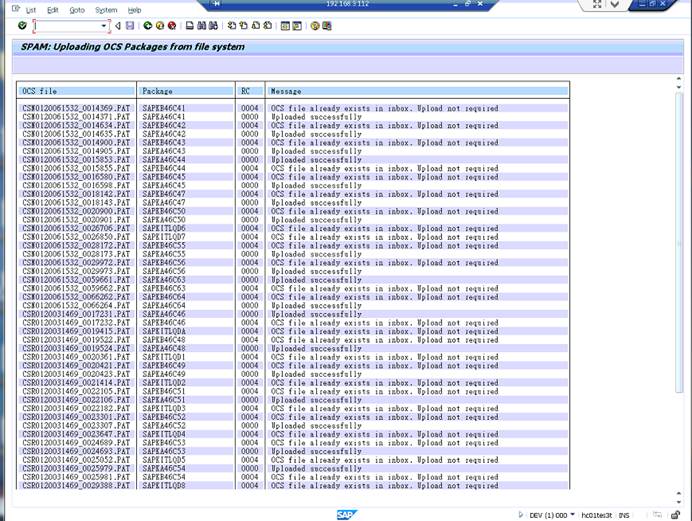 192.168.3.112
List Edit Goto System Help
SPAM: Uploading OCS Packages from file system
OCS file Package RC Message
CSN0120061532_0014369.PAT SAPKB46C41 0004 OCS file already exists in inbox. Upload not required
CSN0120061532_0014371.PAT SAPKA46C41 0000 Uploaded successfully
CSN0120061532_0014634.PAT SAPKB46C42 0004 OCS file already exists in inbox. Upload not required
CSN0120061532_0014635.PAT SAPKA46C42 0000 Uploaded successfully
CSN0120061532_0014900.PAT SAPKB46C43 0004 OCS file already exists in inbox. Upload not required
CSN0120061532_0014905.PAT SAPKA46C43 0000 Uploaded successfully
CSN0120061532_0015853.PAT SAPKA46C44 0000 Uploaded successfully
CSN0120061532_0015855.PAT SAPKB46C44 0004 OCS file already exists in inbox. Upload not required
CSN0120061532_0016580.PAT SAPKB46C45 0004 OCS file already exists in inbox. Upload not required
CSN0120061532_0016598.PAT SAPKA46C45 0000 Uploaded successfully
CSN0120061532_0018142.PAT SAPKB46C47 0004 OCS file already exists in inbox. Upload not required
CSN0120061532_0018143.PAT SAPKA46C47 0000 Uploaded successfully
CSN0120061532_0020900.PAT SAPKB46C50 0004 OCS file already exists in inbox. Upload not required
CSN0120061532_0020901.PAT SAPKA46C50 0000 Uploaded successfully
CSN0120061532_0026706.PAT SAPKITLQD6 0004 OCS file already exists in inbox. Upload not required
CSN0120061532_0026850.PAT SAPKITLQD7 0004 OCS file already exists in inbox. Upload not required
CSN0120061532_0028172.PAT SAPKB46C55 0004 OCS file already exists in inbox. Upload not required
CSN0120061532_0028173.PAT SAPKA46C55 0000 Uploaded successfully
CSN0120061532_0029972.PAT SAPKB46C56 0004 OCS file already exists in inbox. Upload not required
CSN0120061532_0029973.PAT SAPKA46C56 0000 Uploaded successfully
CSN0120061532_0059661.PAT SAPKA46C63 0000 Uploaded successfully
CSN0120061532_0059662.PAT SAPKB46C63 0004 OCS file already exists in inbox. Upload not required
CSN0120061532_0066262.PAT SAPKB46C64 0004 OCS file already exists in inbox. Upload not required
CSN0120061532_0066264.PAT SAPKA46C64 0000 Uploaded successfully
CSR0120031469_0017231.PAT SAPKA46C46 0000 Uploaded successfully
CSR0120031469_0017232.PAT SAPKB46C46 0004 OCS file already exists in inbox. Upload not required
CSR0120031469_0019415.PAT SAPKITLQDA 0004 OCS file already exists in inbox. Upload not required
CSR0120031469_0019522.PAT SAPKB46C48 0004 OCS file already exists in inbox. Upload not required
CSR0120031469_0019524.PAT SAPKA46C48 0000 Uploaded successfully
CSR0120031469_0020361.PAT SAPKITLQD1 0004 OCS file already exists in inbox. Upload not required
CSR0120031469_0020421.PAT SAPKB46C49 0004 OCS file already exists in inbox. Upload not required
CSR0120031469_0020423.PAT SAPKA46C49 0000 Uploaded successfully
CSR0120031469_0021414.PAT SAPKITLQD2 0004 OCS file already exists in inbox. Upload not required
CSR0120031469_0022105.PAT SAPKB46C51 0004 OCS file already exists in inbox. Upload not required
CSR0120031469_0022106.PAT SAPKA46C51 0000 Uploaded successfully
CSR0120031469_0022182.PAT SAPKITLQD3 0004 OCS file already exists in inbox. Upload not required
CSR0120031469_0023301.PAT SAPKB46C52 0004 OCS file already exists in inbox. Upload not required
CSR0120031469_0023307.PAT SAPKA46C52 0000 Uploaded successfully
CSR0120031469_0023647.PAT SAPKITLQD4 0004 OCS file already exists in inbox. Upload not required
CSR0120031469_0024689.PAT SAPKB46C53 0004 OCS file already exists in inbox. Upload not required
CSR0120031469_0024693.PAT SAPKA46C53 0000 Uploaded successfully
CSR0120031469_0025052.PAT SAPKITLQD5 0004 OCS file already exists in inbox. Upload not required
CSR0120031469_0025979.PAT SAPKA46C54 0000 Uploaded successfully
CSR0120031469_0025981.PAT SAPKB46C54 0004 OCS file already exists in inbox. Upload not required
CSR0120031469_0029388.PAT SAPKITLQD8 0004 OCS file already exists in inbox. Upload not required
SAP DEV (1) 000 hc01tes3t INS